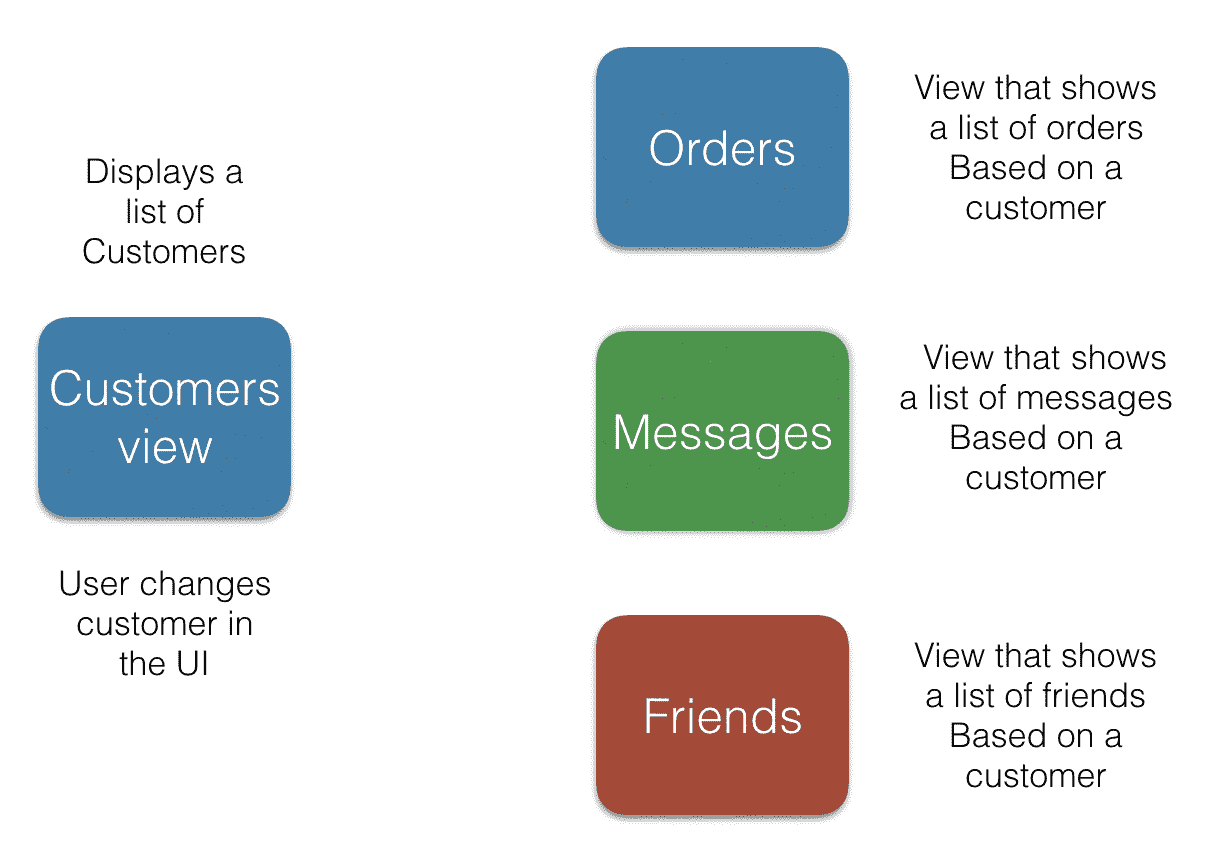 Displays a
list of
Customers
Customers
view
User changes
customer in
the UI
Orders
View that shows
a list of orders
Based on a
customer
Messages
View that shows
a list of messages
Based on a
customer
Friends
View that shows
a list of friends
Based on a
customer